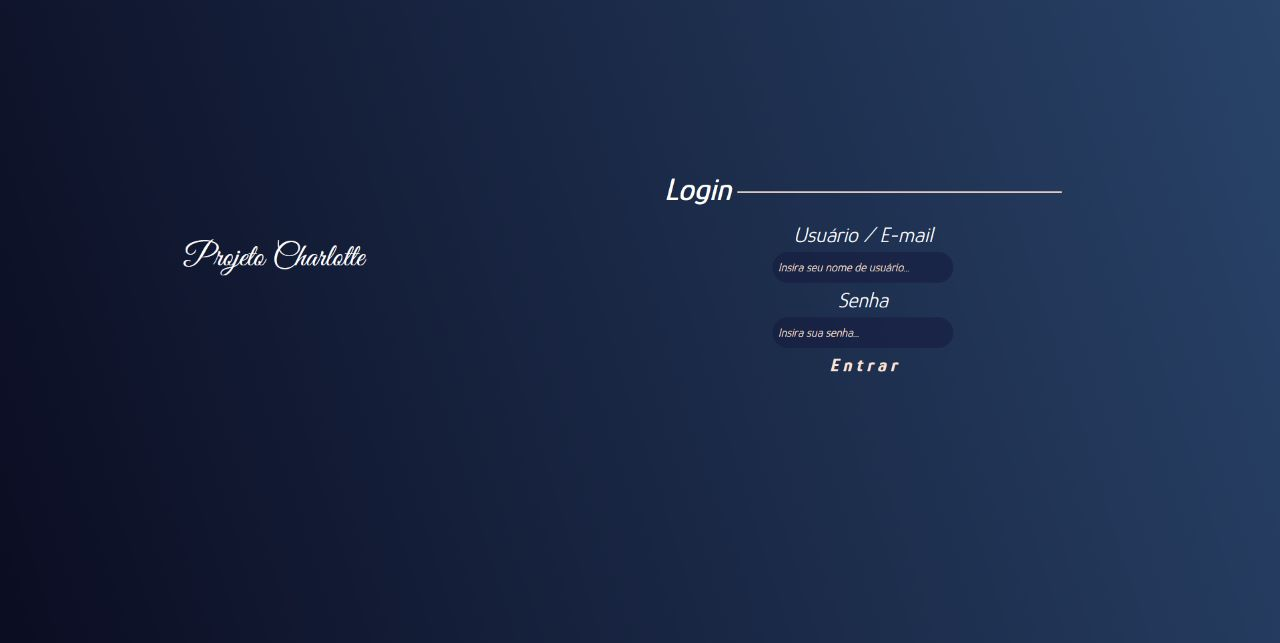 Projeto Charlotte
Login
Usuário / E-mail
Insira seu nome de usuário...
Senha
Insira sua senha...
Entrar